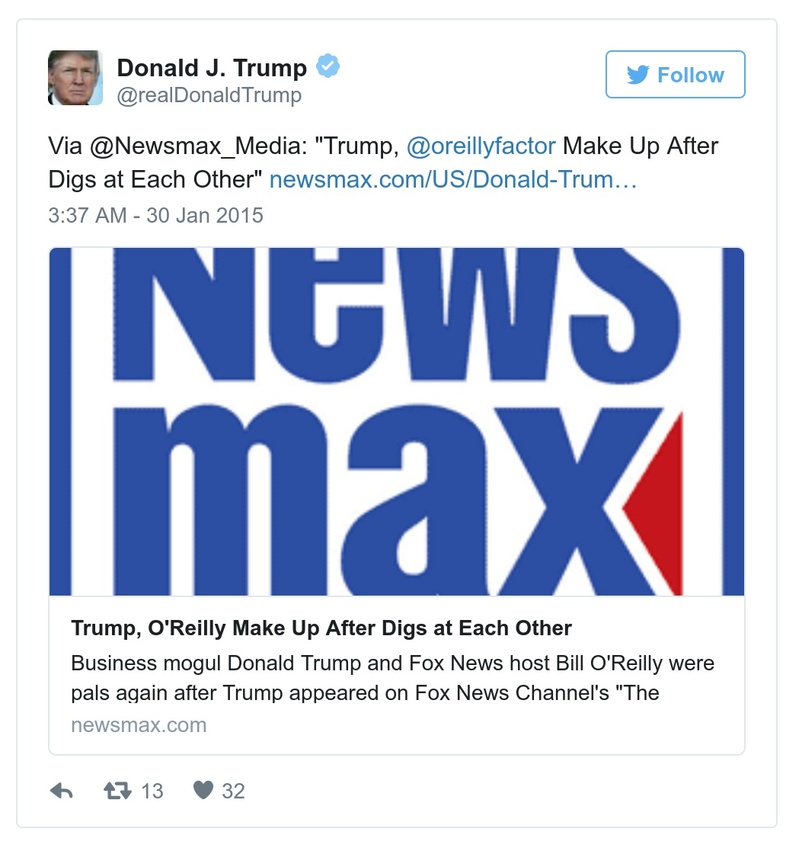 Donald J. Trump
@realDonaldTrump
Follow
Via @Newsmax_Media: "Trump, @oreillyfactor Make Up After
Digs at Each Other" newsmax.com/US/Donald-Trum…
3:37 AM - 30 Jan 2015
News
max
Trump, O'Reilly Make Up After Digs at Each Other
Business mogul Donald Trump and Fox News host Bill O'Reilly were
pals again after Trump appeared on Fox News Channel's "The
newsmax.com
13 32